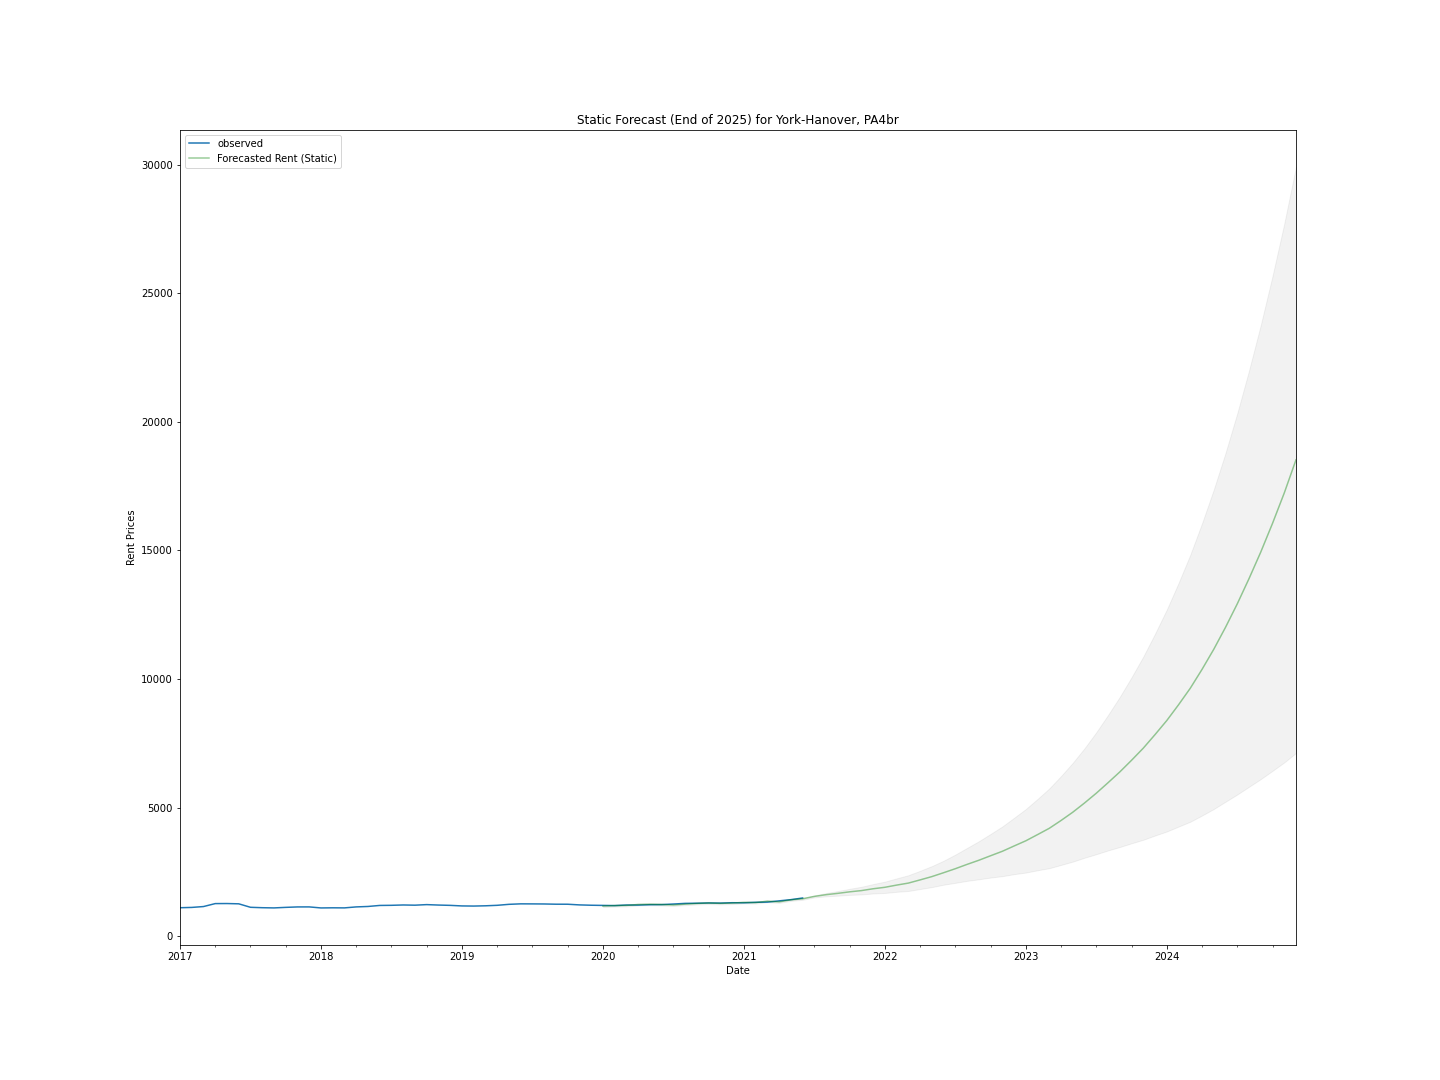 Static Forecast (End of 2025) for York-Hanover, PA4br
observed
Forecasted Rent (Static)
30000
25000
20000
15000
10000
5000
0
Rent Prices
2017 2018 2019 2020 2021 2022 2023 2024
Date